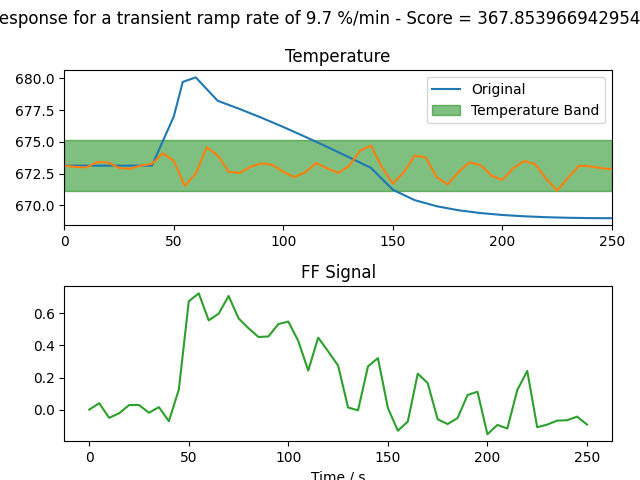 esponse for a transient ramp rate of 9.7 %/min - Score = 367.853966942954
Temperature
680.0
677.5
675.0
672.5
670.0
Original
Temperature Band
0 50 100 150 200 250
FF Signal
0.6
0.4
0.2
0.0
0 50 100 150 200 250
Time / s